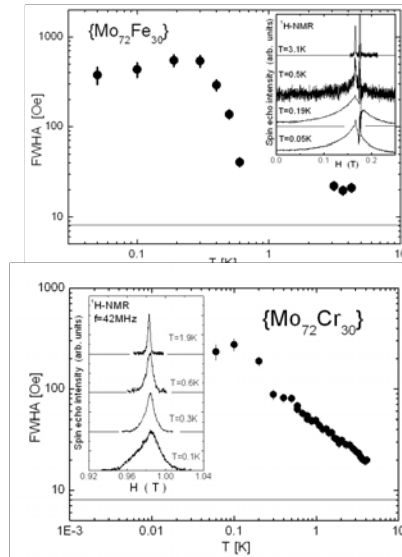 {Mo72Fe30}
1000
100
10
FWHA [Oe]
0.1
1
10
T [K]
¹H-NMR
T=3.1K
T=0.5K
T=0.19K
T=0.05K
Spin echo intensity (arb. units)
0.0
0.1
0.2
H (T)
1000
100
10
FWHA [Oe]
{Mo72Cr30}
¹H-NMR
f=42MHz
T=1.9K
T=0.6K
T=0.3K
T=0.1K
Spin echo intensity (arb. units)
0.92
0.96
1.00
1.04
H (T)
1E-3
0.01
0.1
1
10
T [K]